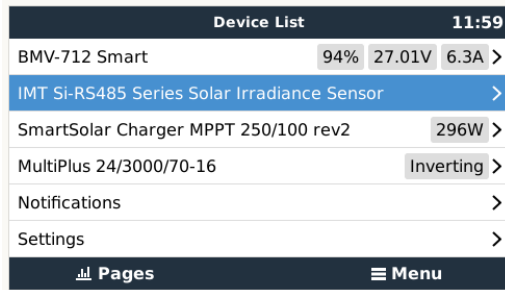 Device List 11:59
BMV-712 Smart 94% 27.01V 6.3A
IMT Si-RS485 Series Solar Irradiance Sensor
SmartSolar Charger MPPT 250/100 rev2 296W
MultiPlus 24/3000/70-16 Inverting
Notifications
Settings
Pages Menu